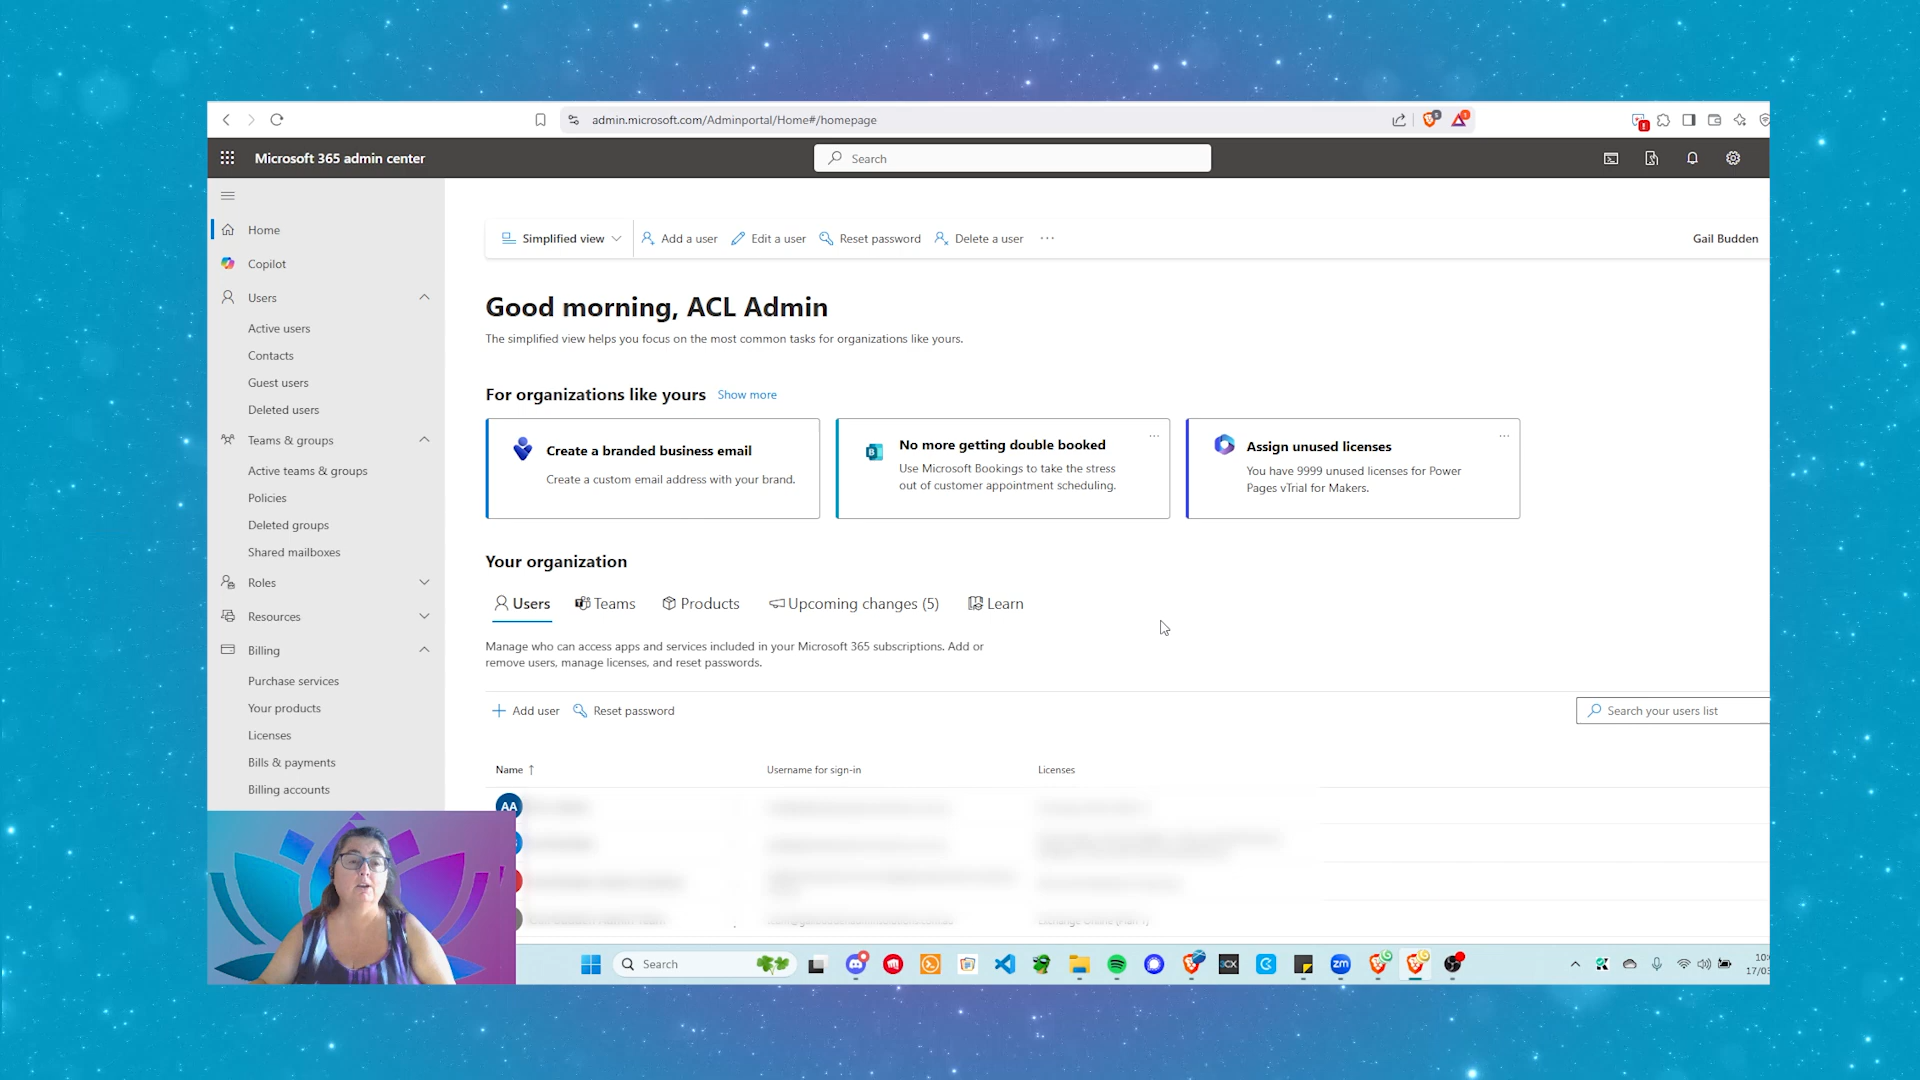 admin.microsoft.com/Adminportal/Home#/homepage
Microsoft 365 admin center
Search
Home
Copilot
Users
Active users
Contacts
Guest users
Deleted users
Teams & groups
Active teams & groups
Policies
Deleted groups
Shared mailboxes
Roles
Resources
Billing
Purchase services
Your products
Licenses
Bills & payments
Billing accounts
Simplified view
Add a user
Edit a user
Reset password
Delete a user
Gail Budden
Good morning, ACL Admin
The simplified view helps you focus on the most common tasks for organizations like yours.
For organizations like yours
Show more
Create a branded business email
Create a custom email address with your brand.
No more getting double booked
Use Microsoft Bookings to take the stress
out of customer appointment scheduling.
Assign unused licenses
You have 9999 unused licenses for Power
Pages vTrial for Makers.
Your organization
Users
Teams
Products
Upcoming changes (5)
Learn
Manage who can access apps and services included in your Microsoft 365 subscriptions. Add or
remove users, manage licenses, and reset passwords.
Add user
Reset password
Search your users list
Name ↑
Username for sign-in
Licenses
AA
Search